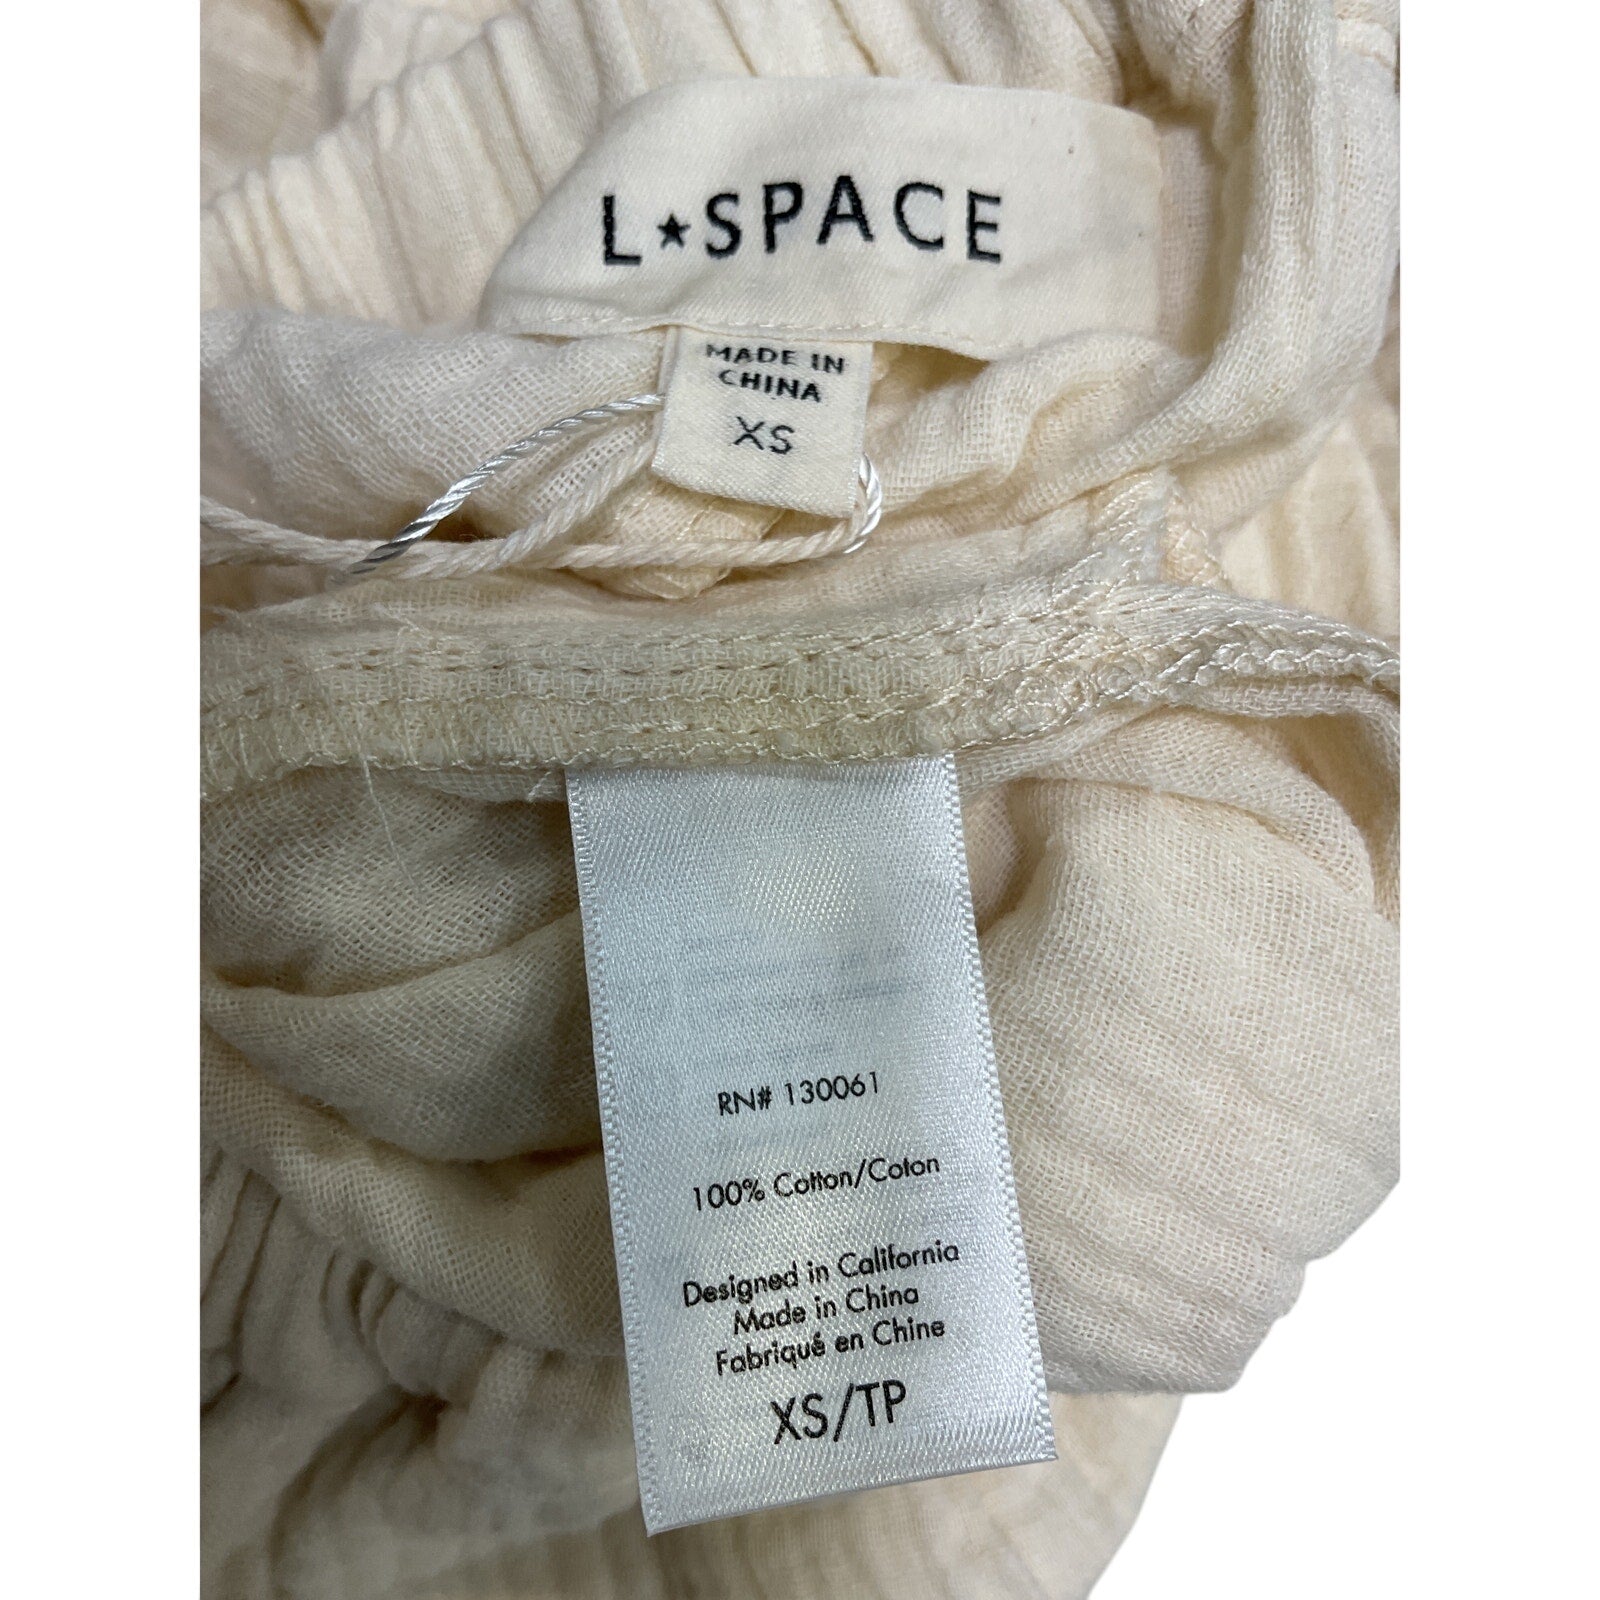 L★SPACE
MADE IN
CHINA
XS
RN# 130061
100% Cotton/Coton
Designed in California
Made in China
Fabriqué en Chine
XS/TP